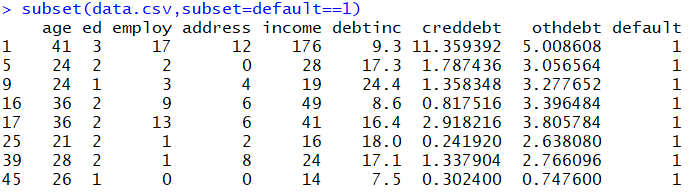 > subset(data.csv,subset=default==1)
age ed employ address income debtinc creddebt othdebt default
1 41 3 17 12 176 9.3 11.359392 5.008608 1
5 24 2 2 0 28 17.3 1.787436 3.056564 1
9 24 1 3 4 19 24.4 1.358348 3.277652 1
16 36 2 9 6 49 8.6 0.817516 3.396484 1
17 36 2 13 6 41 16.4 2.918216 3.805784 1
25 21 2 1 2 16 18.0 0.241920 2.638080 1
39 28 2 1 8 24 17.1 1.337904 2.766096 1
45 26 1 0 0 14 7.5 0.302400 0.747600 1